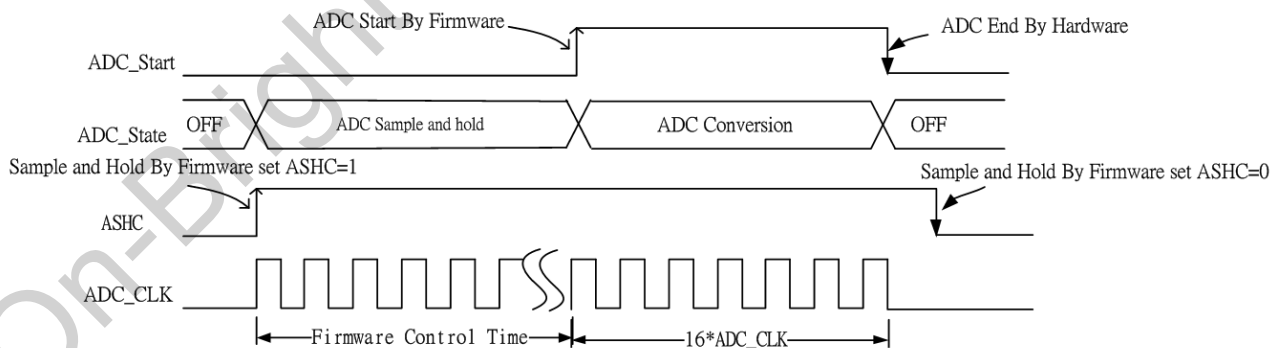 ADC Start By Firmware
ADC End By Hardware
ADC_Start
ADC_State
OFF
ADC Sample and hold
ADC Conversion
OFF
Sample and Hold By Firmware set ASHC=1
Sample and Hold By Firmware set ASHC=0
ASHC
ADC_CLK
Firmware Control Time
16*ADC_CLK
On-Bright